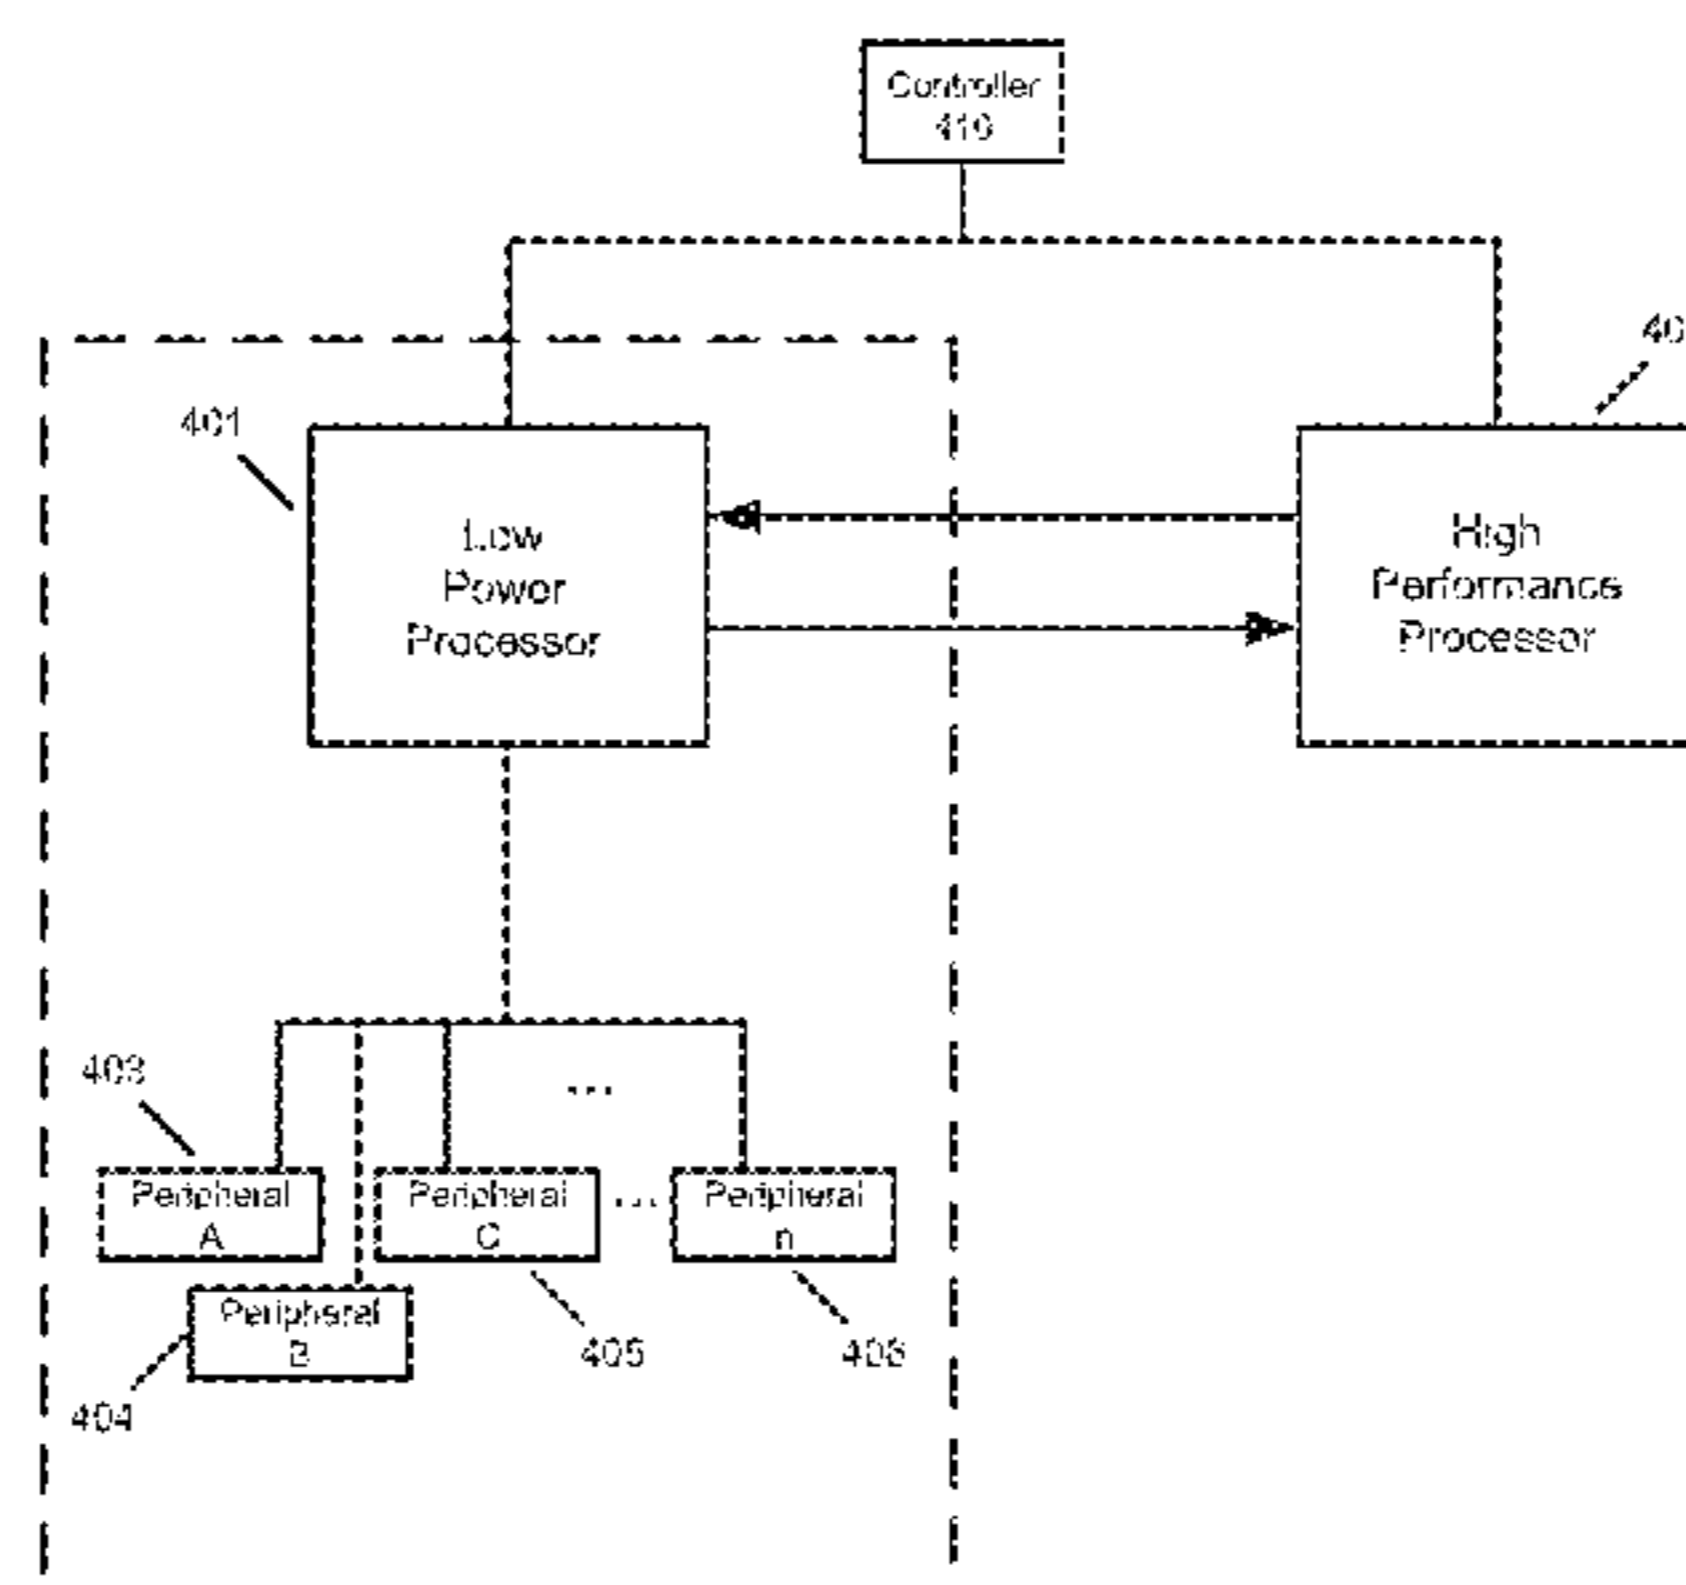 Controller
410
40
401
Low
Power
Processor
High
Performance
Processor
403
...
Peripheral
A
Peripheral
C
...
Peripheral
n
Peripheral
B
404
405
406